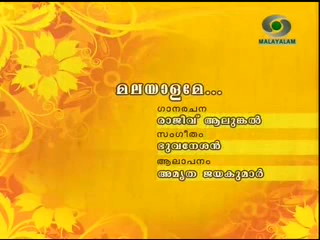 MALAYALAM
മലയാളമേ...
ഗാനരചന
രാജിവ് ആലുങ്കൽ
സംഗീതം
ഭുവനേശൻ
ആലാപനം
അമൃത ജയകുമാർ